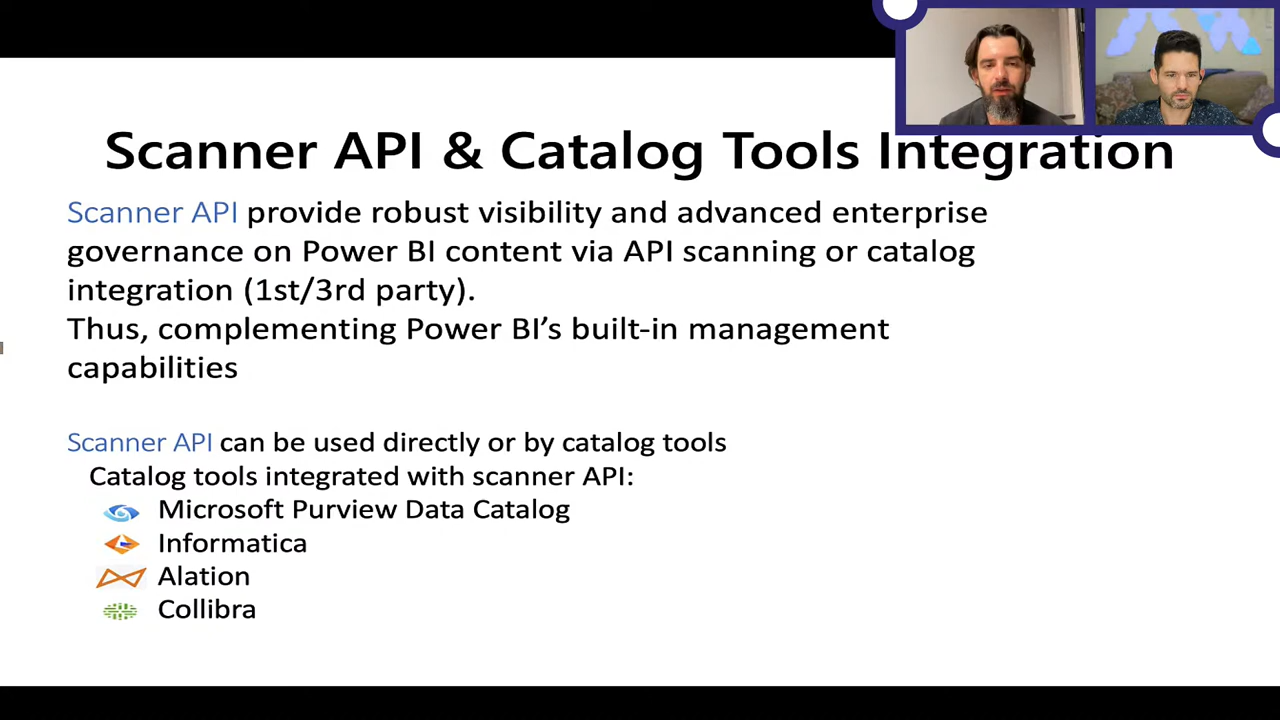 Scanner API & Catalog Tools Integration
Scanner API provide robust visibility and advanced enterprise
governance on Power BI content via API scanning or catalog
integration (1st/3rd party).
Thus, complementing Power BI’s built-in management
capabilities
Scanner API can be used directly or by catalog tools
Catalog tools integrated with scanner API:
Microsoft Purview Data Catalog
Informatica
Alation
Collibra